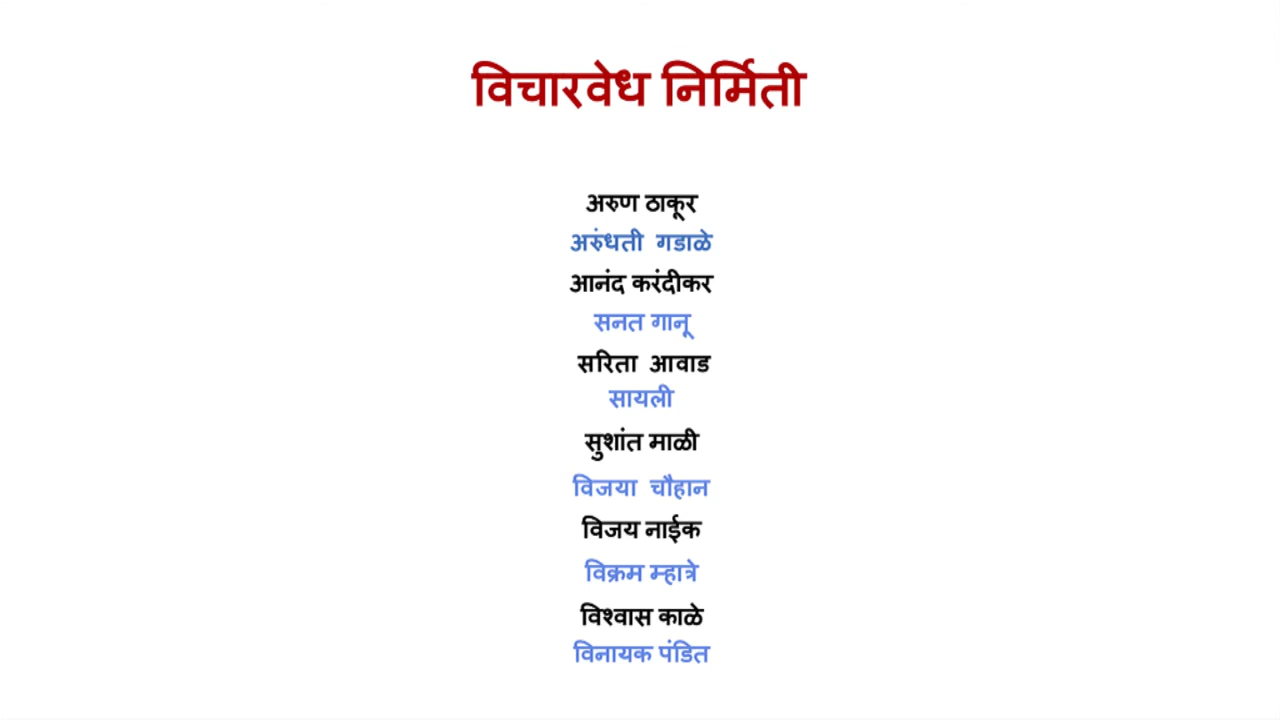 विचारवेध निर्मिती
अरुण ठाकूर
अरुंधती गडाळे
आनंद करंदीकर
सनत गानू
सरिता आवाड
सायली
सुशांत माळी
विजया चौहान
विजय नाईक
विक्रम म्हात्रे
विश्वास काळे
विनायक पंडित